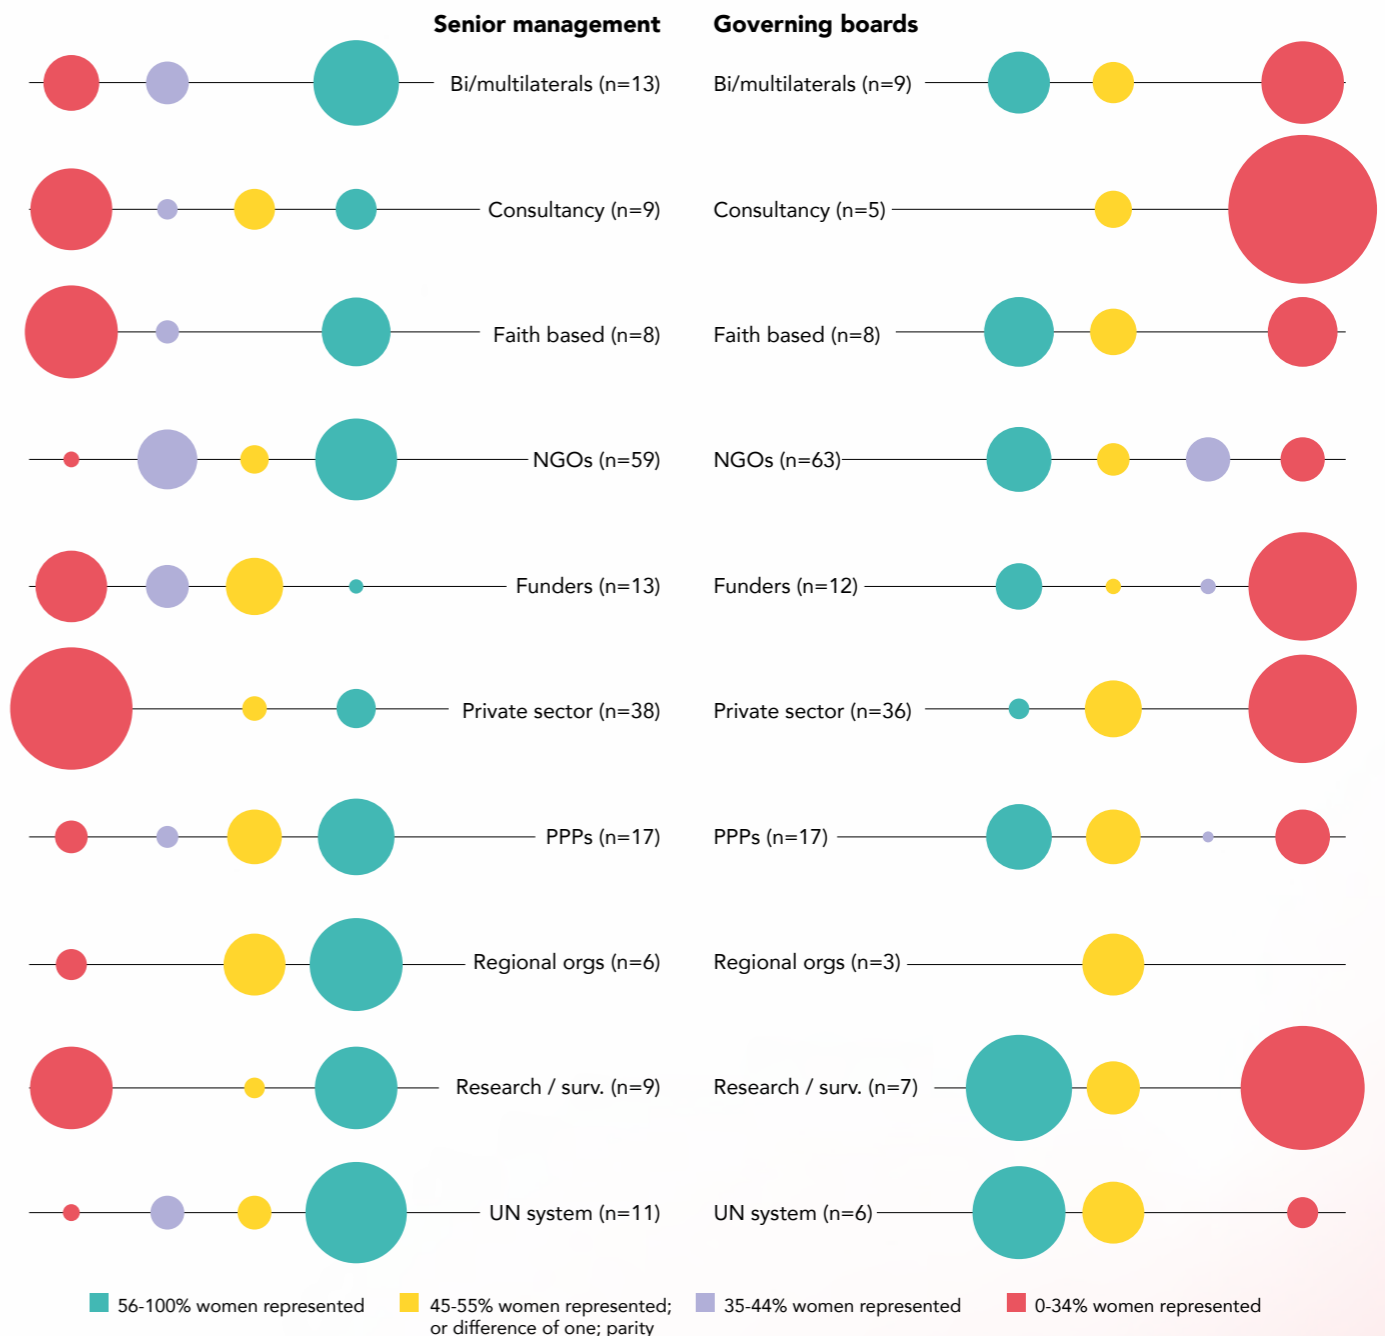 Senior management
Governing boards
Bi/multilaterals (n=13)
Bi/multilaterals (n=9)
Consultancy (n=9)
Consultancy (n=5)
Faith based (n=8)
Faith based (n=8)
NGOs (n=59)
NGOs (n=63)
Funders (n=13)
Funders (n=12)
Private sector (n=38)
Private sector (n=36)
PPPs (n=17)
PPPs (n=17)
Regional orgs (n=6)
Regional orgs (n=3)
Research / surv. (n=9)
Research / surv. (n=7)
UN system (n=11)
UN system (n=6)
56-100% women represented
45-55% women represented;
or difference of one; parity
35-44% women represented
0-34% women represented